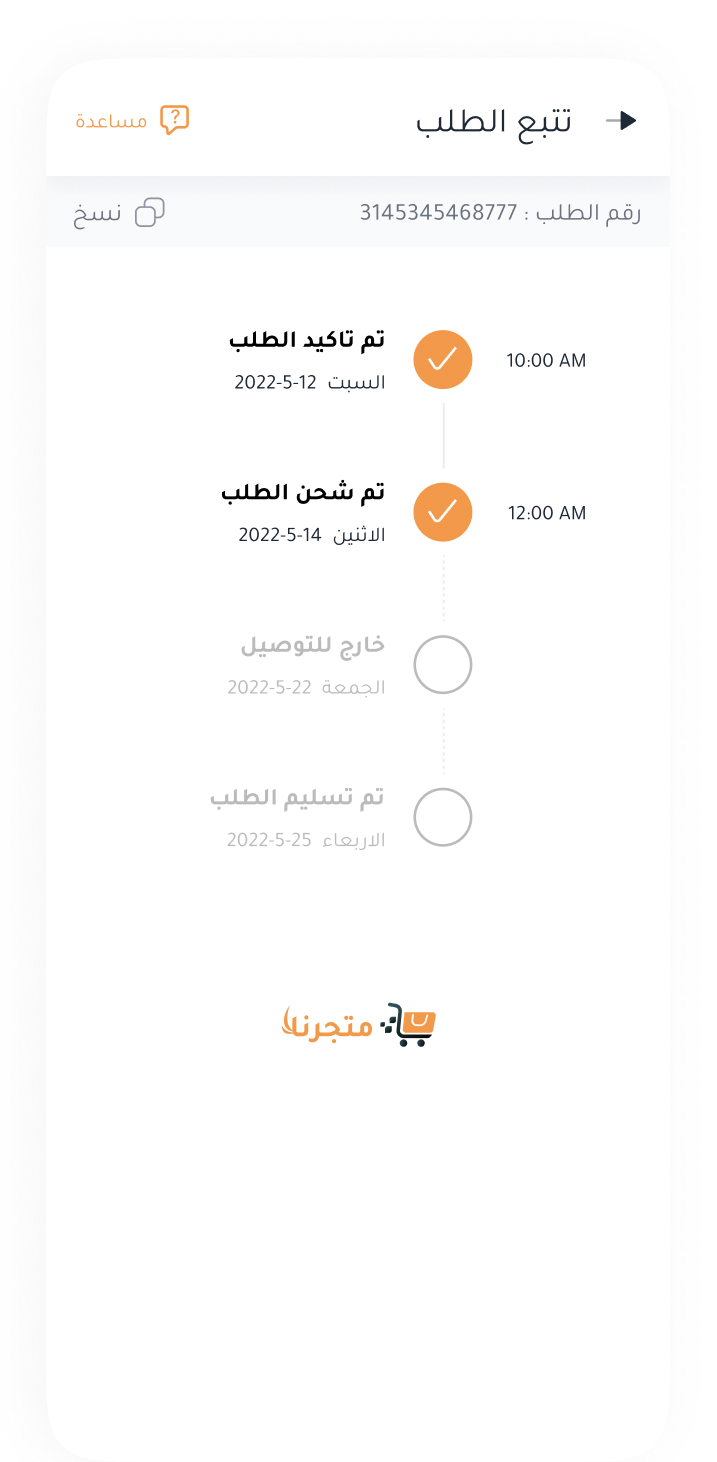 تتبع الطلب
مساعدة
رقم الطلب : 3145345468777
نسخ
10:00 AM
تم تاكيد الطلب
السبت 12-5-2022
12:00 AM
تم شحن الطلب
الاثنين 14-5-2022
خارج للتوصيل
الجمعة 22-5-2022
تم تسليم الطلب
الاربعاء 25-5-2022
متجرنا